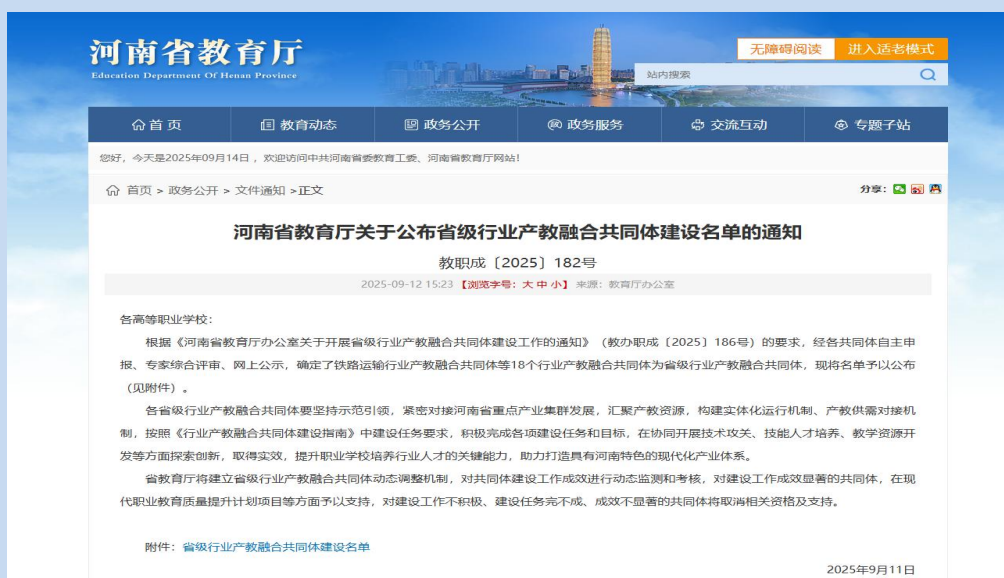 河南省教育厅
Education Department Of Henan Province
无障碍阅读 进入适老模式
站内搜索
首页 教育动态 政务公开 政务服务 交流互动 专题子站
您好，今天是2025年09月14日，欢迎访问中共河南省委教育工委、河南省教育厅网站！
首页 > 政务公开 > 文件通知 >正文 分享：
河南省教育厅关于公布省级行业产教融合共同体建设名单的通知
教职成〔2025〕182号
2025-09-12 15:23 【浏览字号：大 中 小】 来源：教育厅办公室
各高等职业学校：
根据《河南省教育厅办公室关于开展省级行业产教融合共同体建设工作的通知》（教办职成〔2025〕186号）的要求，经各共同体自主申
报、专家综合评审、网上公示，确定了铁路运输行业产教融合共同体等18个行业产教融合共同体为省级行业产教融合共同体，现将名单予以公布
（见附件）。
各省级行业产教融合共同体要坚持示范引领，紧密对接河南省重点产业集群发展，汇聚产教资源，构建实体化运行机制、产教供需对接机
制，按照《行业产教融合共同体建设指南》中建设任务要求，积极完成各项建设任务和目标，在协同开展技术攻关、技能人才培养、教学资源开
发等方面探索创新，取得实效，提升职业学校培养行业人才的关键能力，助力打造具有河南特色的现代化产业体系。
省教育厅将建立省级行业产教融合共同体动态调整机制，对共同体建设工作成效进行动态监测和考核，对建设工作成效显著的共同体，在现
代职业教育质量提升计划项目等方面予以支持，对建设工作不积极、建设任务完不成、成效不显著的共同体将取消相关资格及支持。
附件：省级行业产教融合共同体建设名单
2025年9月11日